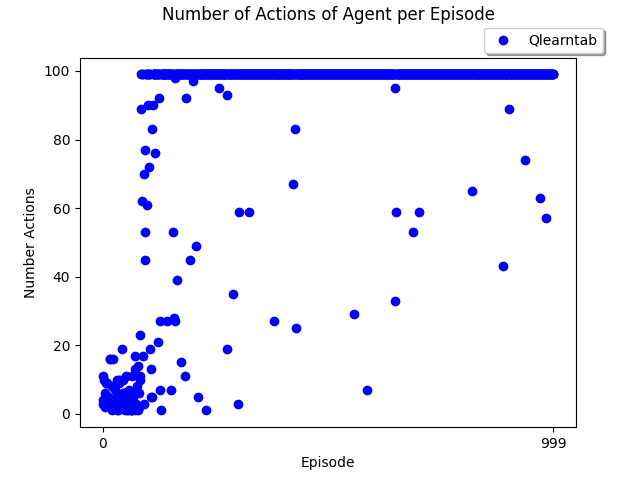 Number of Actions of Agent per Episode
Qlearntab
100
80
60
40
20
0
Number Actions
0
999
Episode